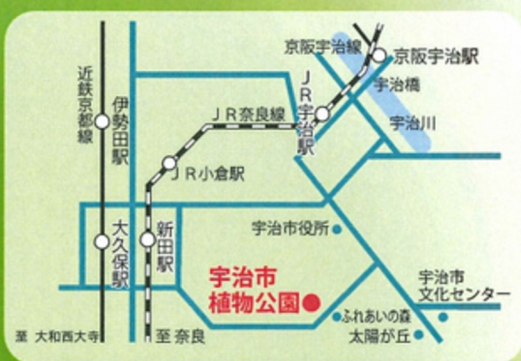 京阪宇治線
京阪宇治駅
近鉄京都線
伊勢田駅
JR宇治駅
宇治橋
JR奈良線
宇治川
JR小倉駅
大久保駅
新田駅
宇治市役所
宇治市
植物公園
宇治市
文化センター
ふれあいの森
太陽が丘
至 大和西大寺
至 奈良